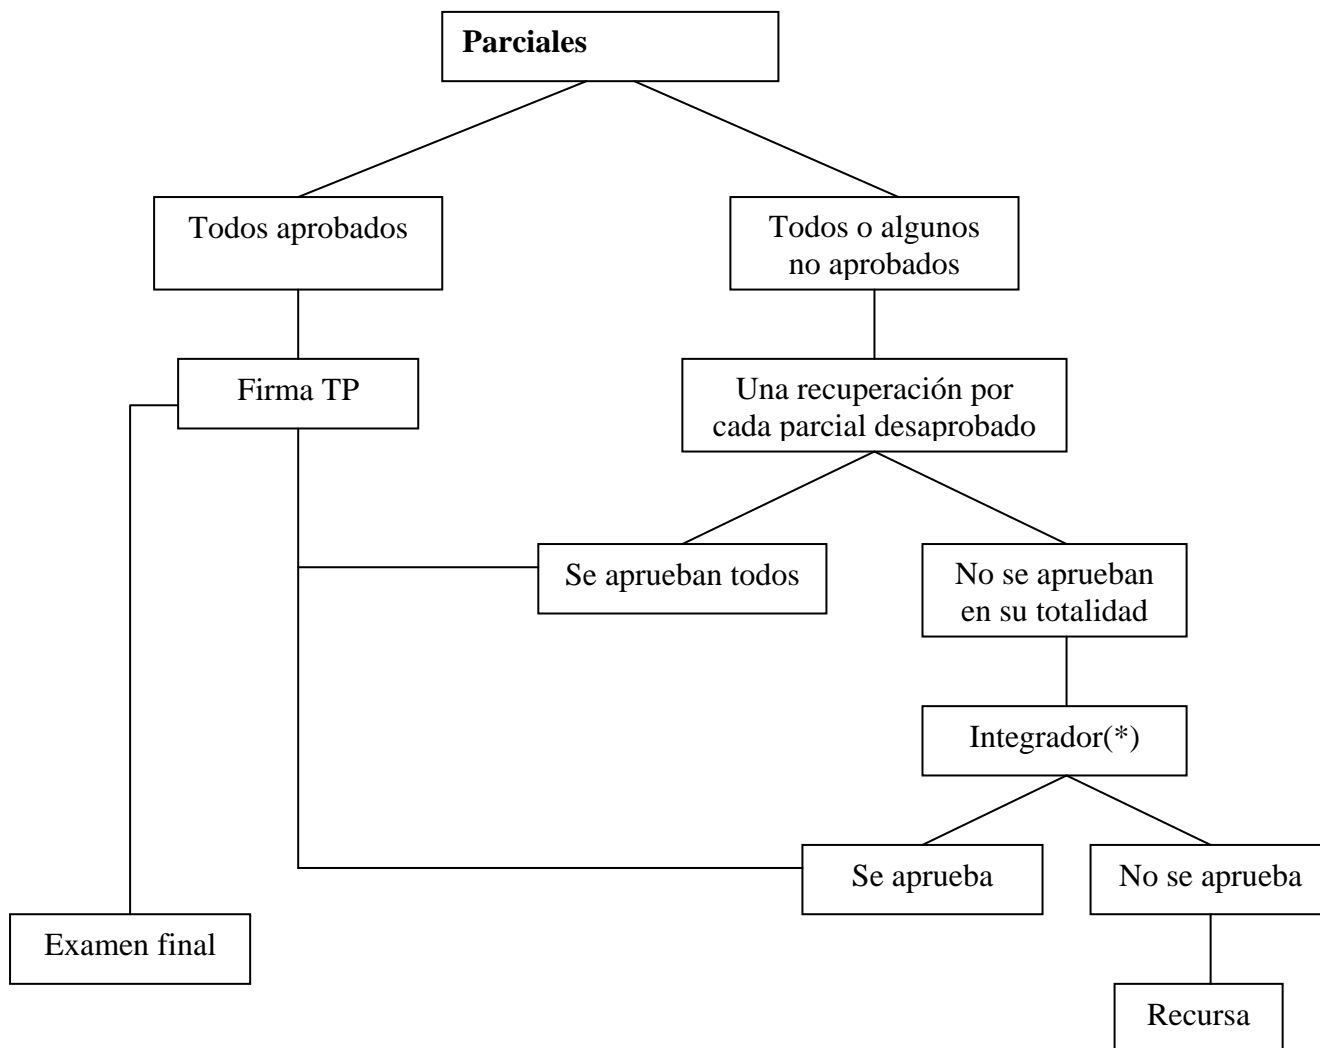 Parciales
Todos aprobados
Todos o algunos
no aprobados
Firma TP
Una recuperación por
cada parcial desaprobado
Se aprueban todos
No se aprueban
en su totalidad
Integrador(*)
Se aprueba
No se aprueba
Examen final
Recursa